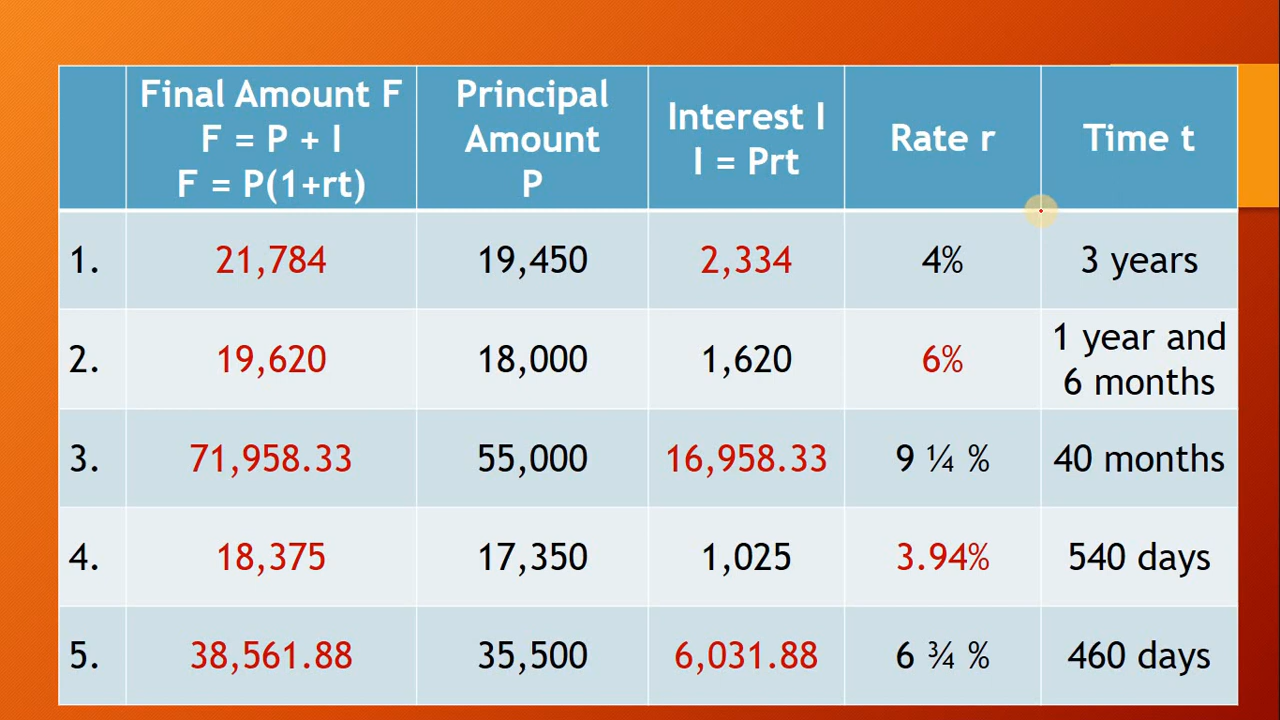 Final Amount F
F = P + I
F = P(1+rt)
Principal
Amount
P
Interest I
I = Prt
Rate r
Time t
1. 21,784 19,450 2,334 4% 3 years
2. 19,620 18,000 1,620 6% 1 year and
6 months
3. 71,958.33 55,000 16,958.33 9 ¼ % 40 months
4. 18,375 17,350 1,025 3.94% 540 days
5. 38,561.88 35,500 6,031.88 6 ¾ % 460 days